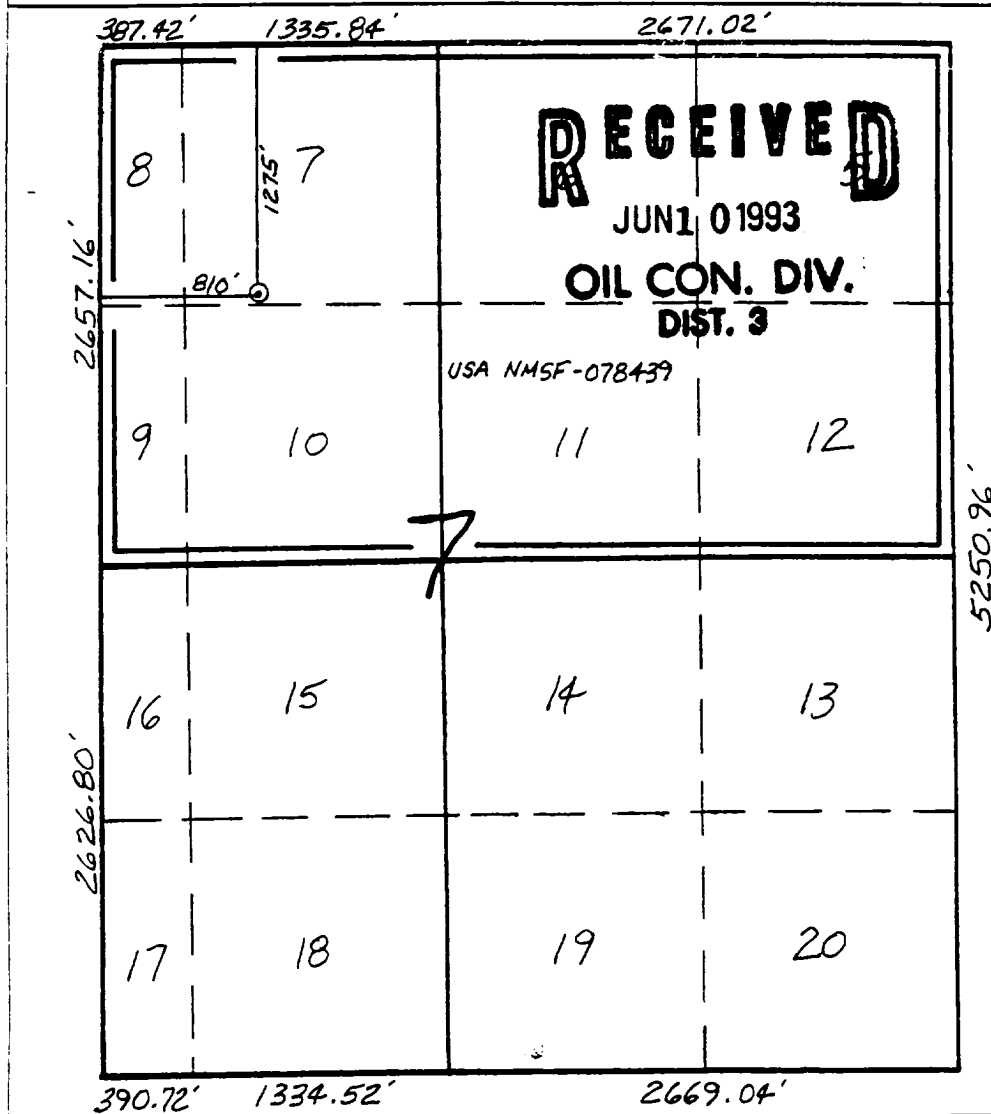 387.42' 1335.84' 2671.02'
RECEIVED
JUN10 1993
OIL CON. DIV.
DIST. 3
8 7
1275'
810'
2657.16'
USA NMSF-078439
9 10 11 12
7
5250.96'
16 15 14 13
2626.80'
17 18 19 20
390.72' 1334.52' 2669.04'